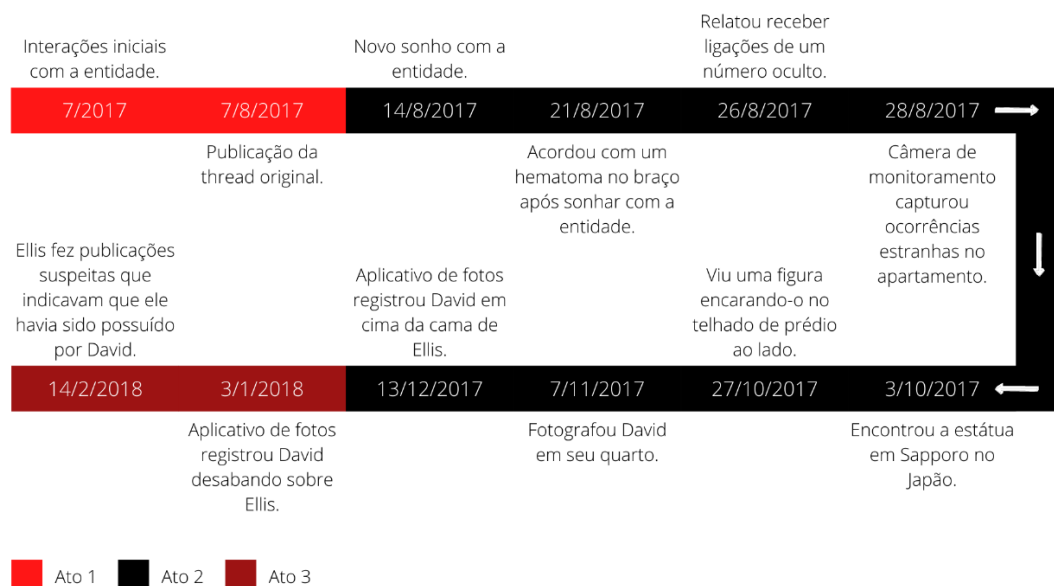 Interações iniciais
com a entidade.
7/2017
7/8/2017
Publicação da
thread original.
Novo sonho com a
entidade.
14/8/2017
21/8/2017
Acordou com um
hematoma no braço
após sonhar com a
entidade.
Relatou receber
ligações de um
número oculto.
26/8/2017
28/8/2017
Câmera de
monitoramento
capturou
ocorrências
estranhas no
apartamento.
3/10/2017
Encontrou a estátua
em Sapporo no
Japão.
Viu uma figura
encarando-o no
telhado de prédio
ao lado.
27/10/2017
7/11/2017
Fotografou David
em seu quarto.
Aplicativo de fotos
registrou David em
cima da cama de
Ellis.
13/12/2017
3/1/2018
Aplicativo de fotos
registrou David
desabando sobre
Ellis.
Ellis fez publicações
suspeitas que
indicavam que ele
havia sido possuído
por David.
14/2/2018
Ato 1
Ato 2
Ato 3